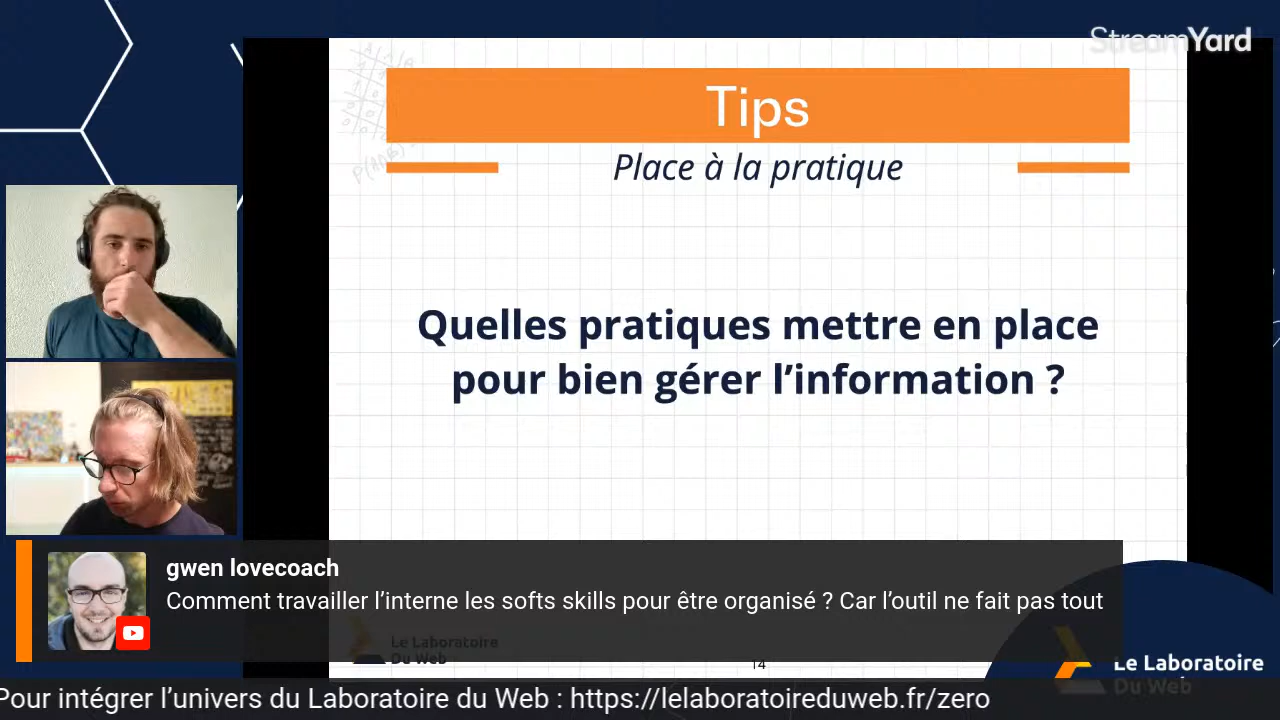 StreamYard
Tips
Place à la pratique
Quelles pratiques mettre en place
pour bien gérer l’information ?
gwen lovecoach
Comment travailler l’interne les softs skills pour être organisé ? Car l’outil ne fait pas tout
Le Laboratoire
Du Web
14
Le Laboratoire
Du Web
Pour intégrer l’univers du Laboratoire du Web : https://lelaboratoireduweb.fr/zero